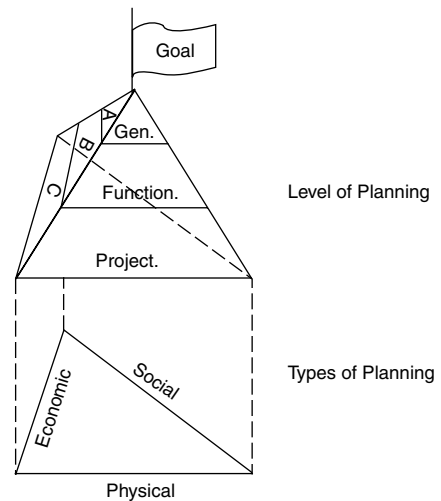 Goal
A
Gen.
B
Function.
C
Level of Planning
Project.
Economic
Social
Types of Planning
Physical